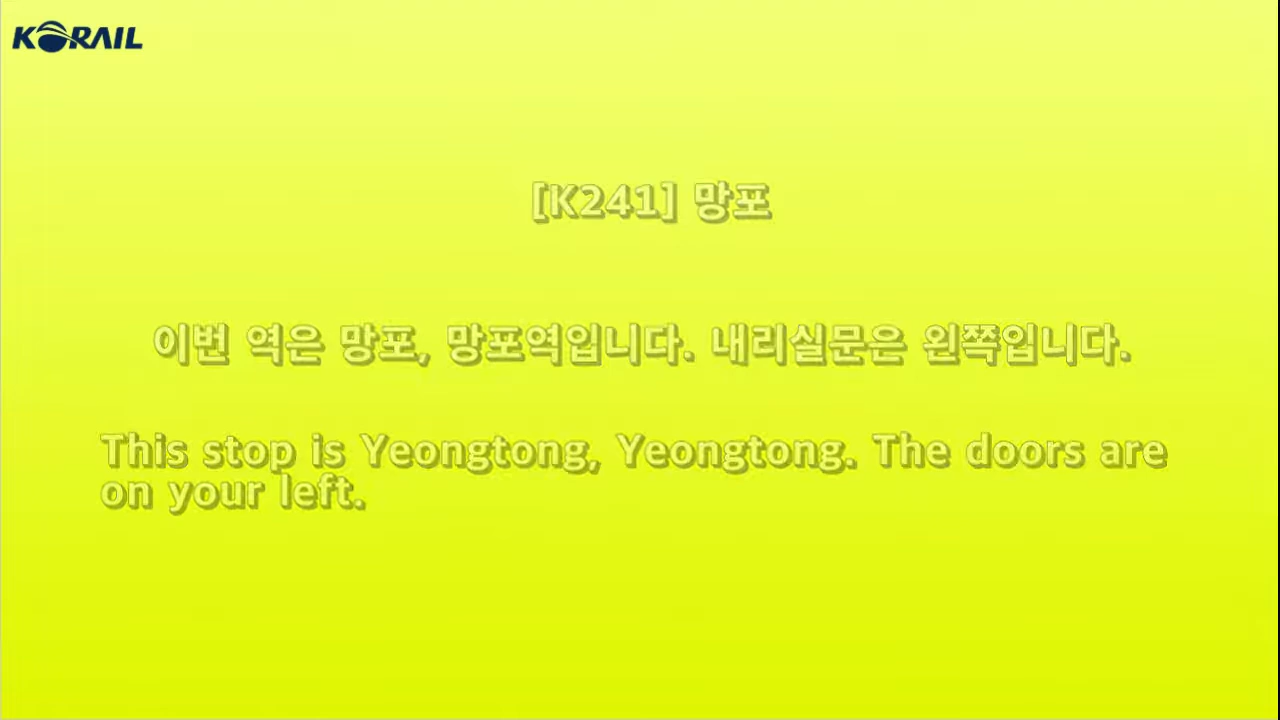 KORAIL
[K241] 망포
이번 역은 망포, 망포역입니다. 내리실문은 왼쪽입니다.
This stop is Yeongtong, Yeongtong. The doors are
on your left.